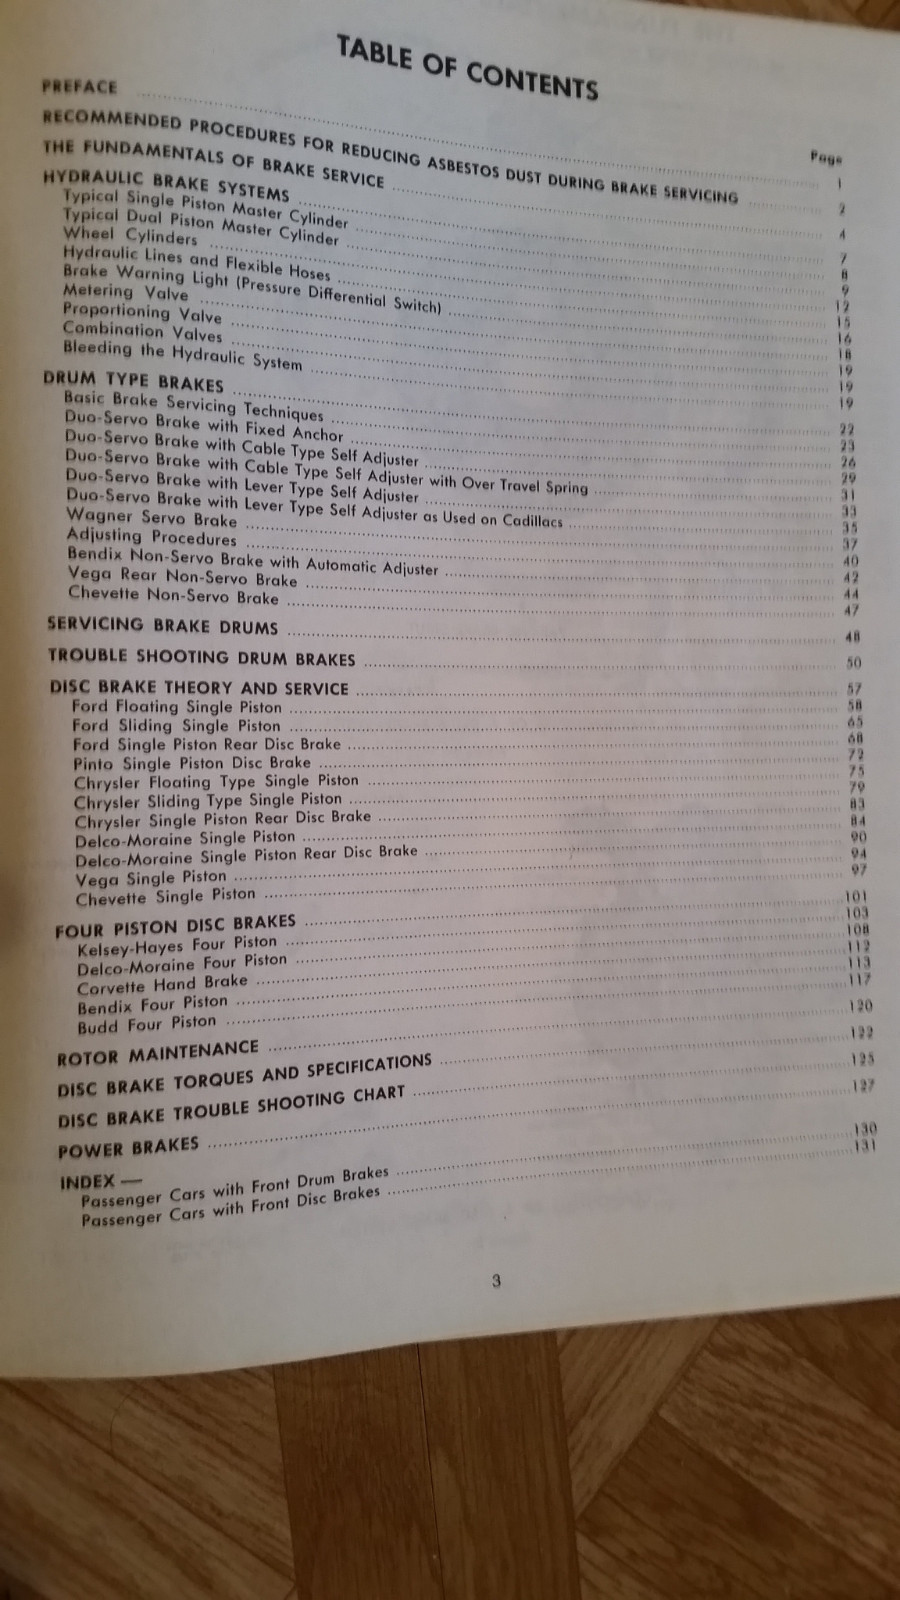 TABLE OF CONTENTS
Page
PREFACE 1
RECOMMENDED PROCEDURES FOR REDUCING ASBESTOS DUST DURING BRAKE SERVICING 2
THE FUNDAMENTALS OF BRAKE SERVICE 4
HYDRAULIC BRAKE SYSTEMS 7
Typical Single Piston Master Cylinder 8
Typical Dual Piston Master Cylinder 9
Wheel Cylinders 12
Hydraulic Lines and Flexible Hoses 15
Brake Warning Light (Pressure Differential Switch) 16
Metering Valve 18
Proportioning Valve 19
Combination Valves 19
Bleeding the Hydraulic System 19
DRUM TYPE BRAKES 22
Basic Brake Servicing Techniques 23
Duo-Servo Brake with Fixed Anchor 26
Duo-Servo Brake with Cable Type Self Adjuster 29
Duo-Servo Brake with Cable Type Self Adjuster with Over Travel Spring 31
Duo-Servo Brake with Lever Type Self Adjuster 33
Duo-Servo Brake with Lever Type Self Adjuster as Used on Cadillacs 35
Wagner Servo Brake 37
Adjusting Procedures 40
Bendix Non-Servo Brake with Automatic Adjuster 42
Vega Rear Non-Servo Brake 44
Chevette Non-Servo Brake 47
SERVICING BRAKE DRUMS 48
TROUBLE SHOOTING DRUM BRAKES 50
DISC BRAKE THEORY AND SERVICE 57
Ford Floating Single Piston 58
Ford Sliding Single Piston 65
Ford Single Piston Rear Disc Brake 68
Pinto Single Piston Disc Brake 72
Chrysler Floating Type Single Piston 75
Chrysler Sliding Type Single Piston 79
Chrysler Single Piston Rear Disc Brake 83
Delco-Moraine Single Piston 84
Delco-Moraine Single Piston Rear Disc Brake 90
Vega Single Piston 94
Chevette Single Piston 97
FOUR PISTON DISC BRAKES 101
Kelsey-Hayes Four Piston 103
Delco-Moraine Four Piston 108
Corvette Hand Brake 112
Bendix Four Piston 113
Budd Four Piston 117
ROTOR MAINTENANCE 120
DISC BRAKE TORQUES AND SPECIFICATIONS 122
DISC BRAKE TROUBLE SHOOTING CHART 125
POWER BRAKES 127
INDEX —
Passenger Cars with Front Drum Brakes 130
Passenger Cars with Front Disc Brakes 131
3